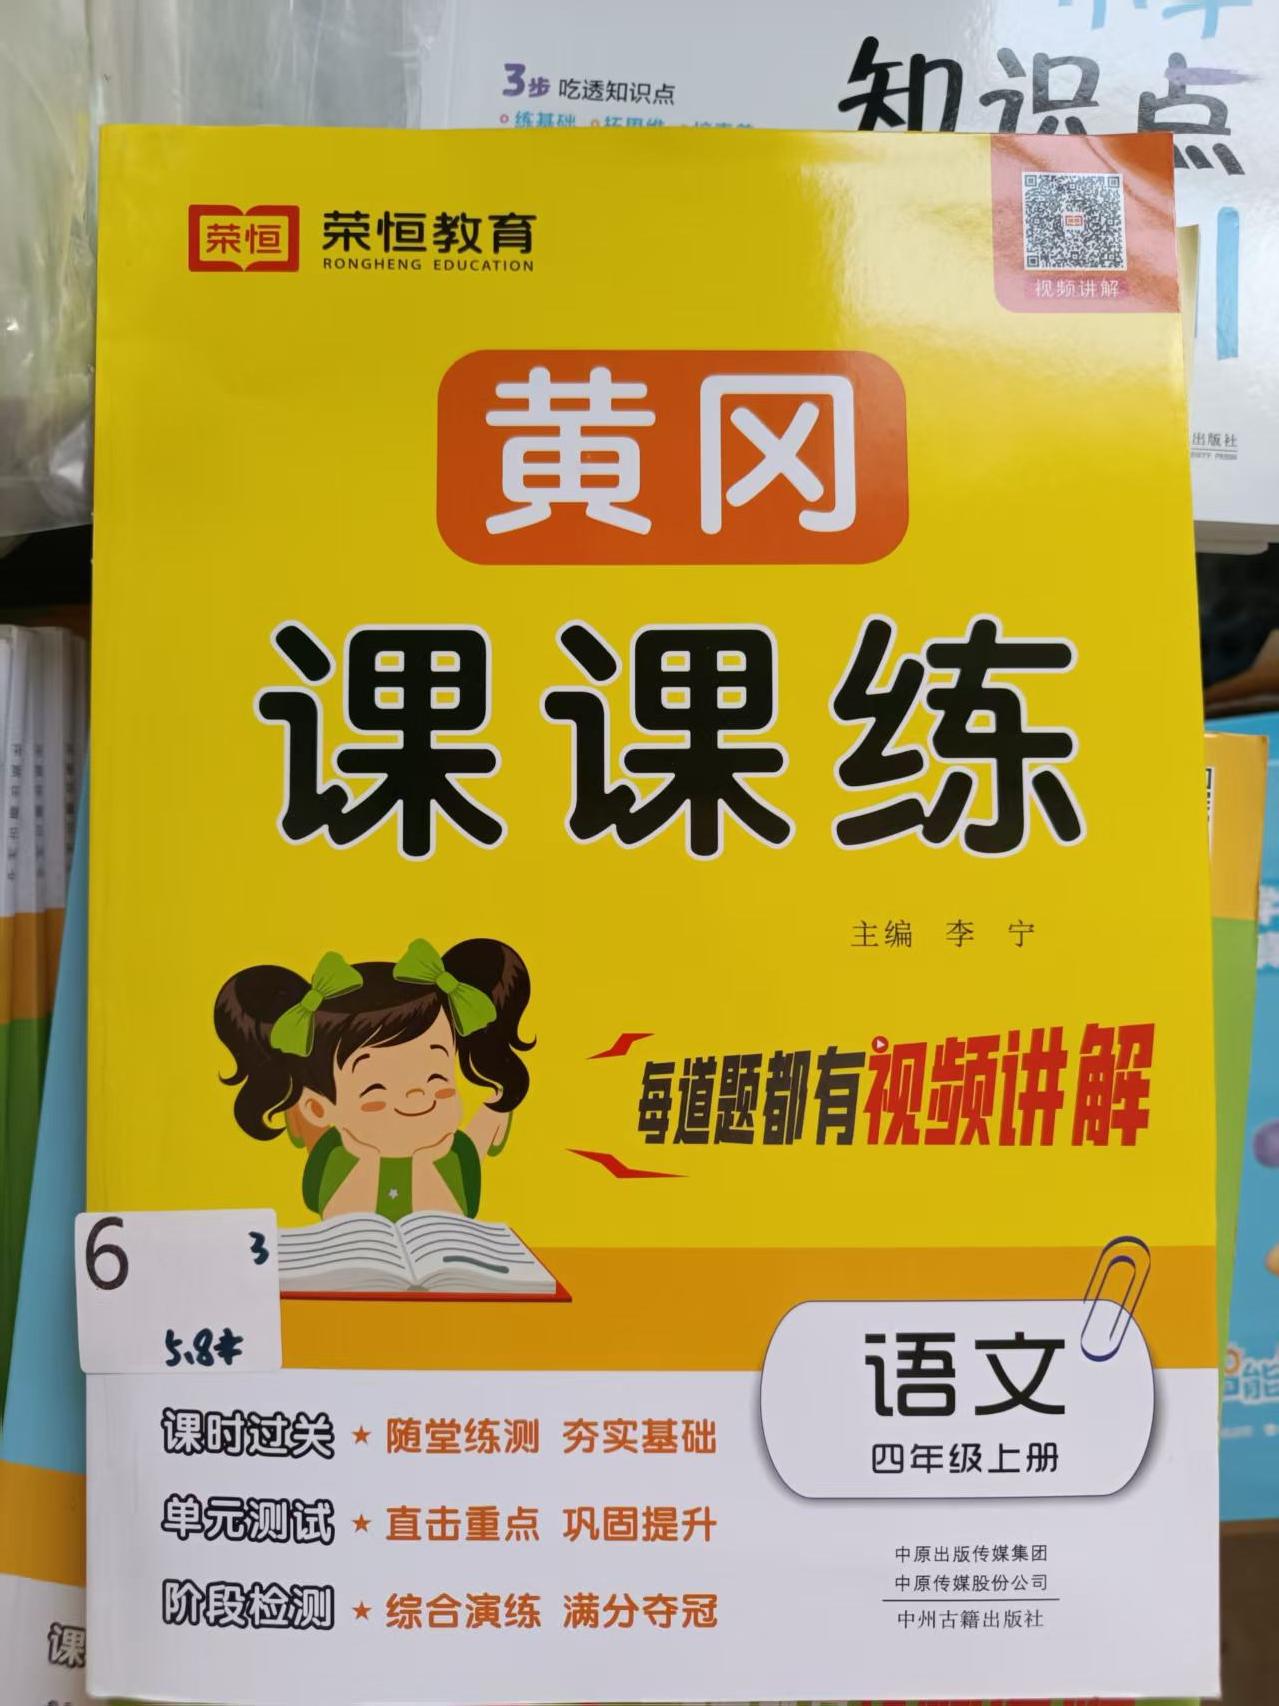 知识点
3步 吃透知识点
荣恒
荣恒教育
RONGHENG EDUCATION
视频讲解
出版社
黄冈
课课练
主编 李宁
每道题都有视频讲解
6
3
语文
四年级上册
课时过关 ★ 随堂练测 夯实基础
单元测试 ★ 直击重点 巩固提升
阶段检测 ★ 综合演练 满分夺冠
中原出版传媒集团
中原传媒股份公司
中州古籍出版社
课